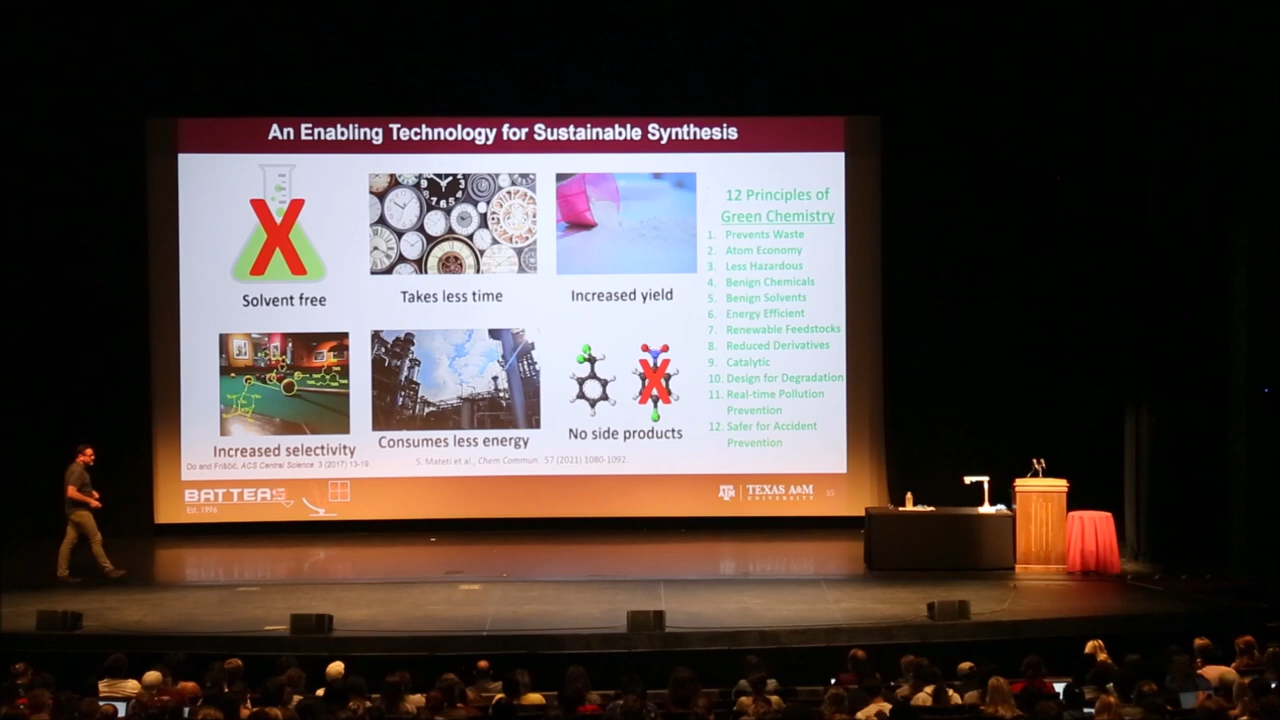 An Enabling Technology for Sustainable Synthesis
Solvent free
Takes less time
Increased yield
Increased selectivity
Consumes less energy
No side products
12 Principles of
Green Chemistry
1. Prevents Waste
2. Atom Economy
3. Less Hazardous
4. Benign Chemicals
5. Benign Solvents
6. Energy Efficient
7. Renewable Feedstocks
8. Reduced Derivatives
9. Catalytic
10. Design for Degradation
11. Real-time Pollution
Prevention
12. Safer for Accident
Prevention
Do and Friščić, ACS Central Science 3 (2017) 13-19.
S. Mateti et al., Chem Commun. 57 (2021) 1080-1092.
BATTEAS
Est. 1996
ATM TEXAS A&M
UNIVERSITY